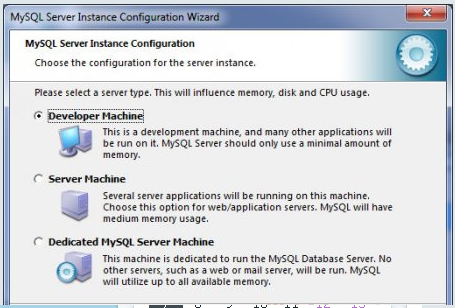 MySQL Server Instance Configuration Wizard
MySQL Server Instance Configuration
Choose the configuration for the server instance.
Please select a server type. This will influence memory, disk and CPU usage.
Developer Machine
This is a development machine, and many other applications will
be run on it. MySQL Server should only use a minimal amount of
memory.
Server Machine
Several server applications will be running on this machine.
Choose this option for web/application servers. MySQL will have
medium memory usage.
Dedicated MySQL Server Machine
This machine is dedicated to run the MySQL Database Server. No
other servers, such as a web or mail server, will be run. MySQL
will utilize up to all available memory.